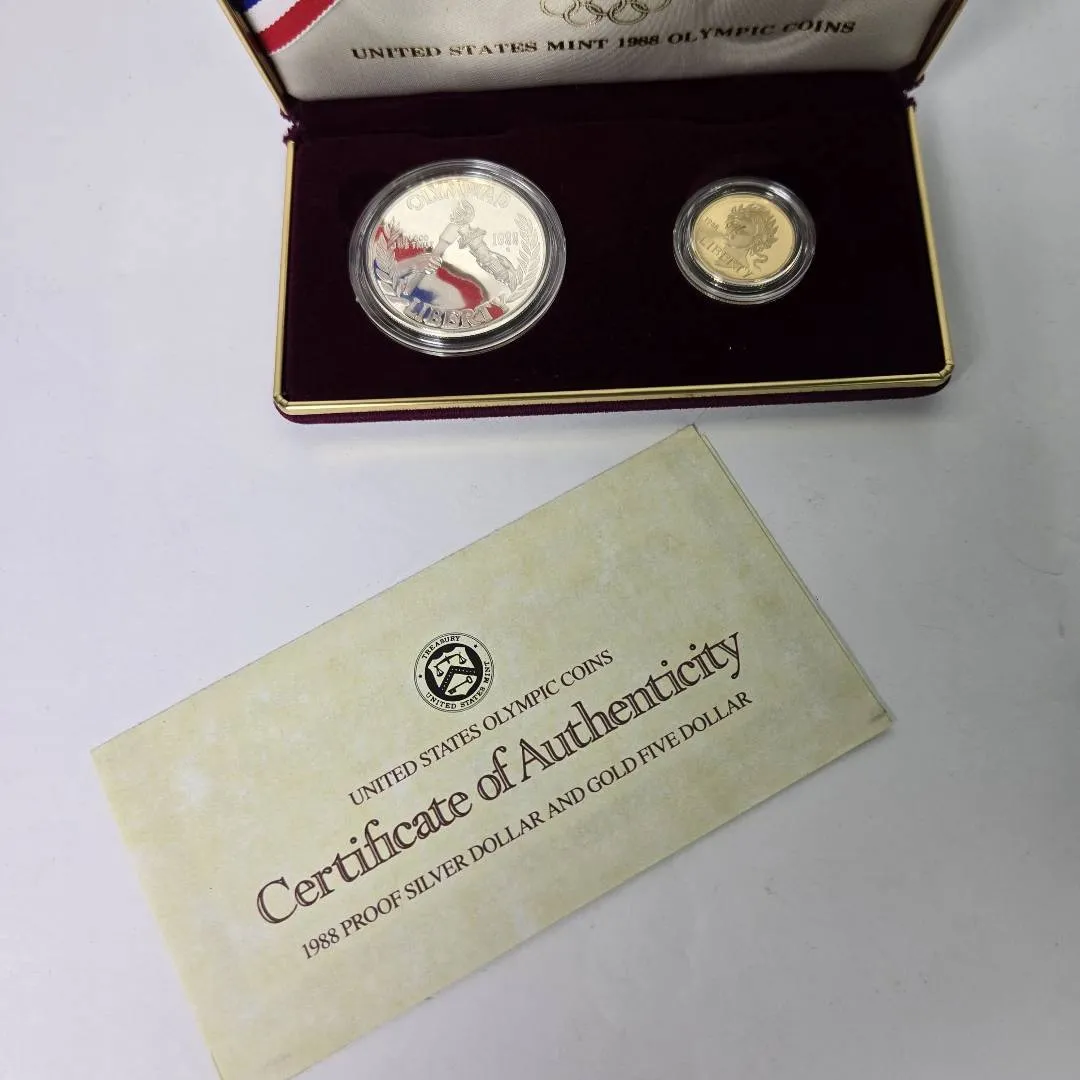 UNITED STATES MINT 1988 OLYMPIC COINS
OLYMPIAD
1988
LIBERTY
LIBERTY
TREASURY
UNITED STATES MINT
UNITED STATES OLYMPIC COINS
Certificate of Authenticity
1988 PROOF SILVER DOLLAR AND GOLD FIVE DOLLAR